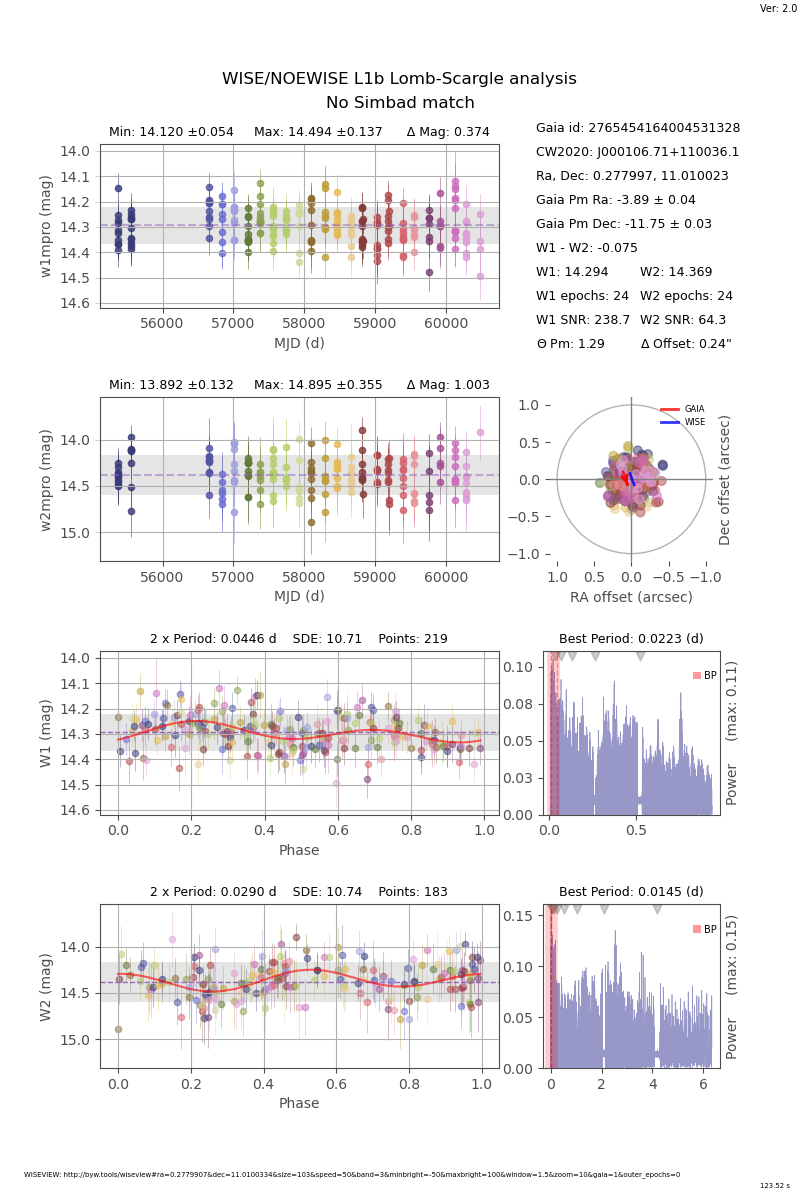 Ver: 2.0
WISE/NOEWISE L1b Lomb-Scargle analysis
No Simbad match
Min: 14.120 ±0.054 Max: 14.494 ±0.137 Δ Mag: 0.374
14.0
14.1
14.2
14.3
14.4
14.5
14.6
w1mpro (mag)
56000 57000 58000 59000 60000
MJD (d)
Gaia id: 2765454164004531328
CW2020: J000106.71+110036.1
Ra, Dec: 0.277997, 11.010023
Gaia Pm Ra: -3.89 ± 0.04
Gaia Pm Dec: -11.75 ± 0.03
W1 - W2: -0.075
W1: 14.294 W2: 14.369
W1 epochs: 24 W2 epochs: 24
W1 SNR: 238.7 W2 SNR: 64.3
Θ Pm: 1.29 Δ Offset: 0.24"
Min: 13.892 ±0.132 Max: 14.895 ±0.355 Δ Mag: 1.003
14.0
14.5
15.0
w2mpro (mag)
56000 57000 58000 59000 60000
MJD (d)
GAIA
WISE
1.0
0.5
0.0
−0.5
−1.0
1.0 0.5 0.0 −0.5 −1.0
RA offset (arcsec)
Dec offset (arcsec)
2 x Period: 0.0446 d SDE: 10.71 Points: 219
14.0
14.1
14.2
14.3
14.4
14.5
14.6
W1 (mag)
0.0 0.2 0.4 0.6 0.8 1.0
Phase
Best Period: 0.0223 (d)
BP
0.10
0.08
0.05
0.03
0.00
0.0 0.5
Power (max: 0.11)
2 x Period: 0.0290 d SDE: 10.74 Points: 183
14.0
14.5
15.0
W2 (mag)
0.0 0.2 0.4 0.6 0.8 1.0
Phase
Best Period: 0.0145 (d)
BP
0.15
0.10
0.05
0.00
0 2 4 6
Power (max: 0.15)
WISEVIEW: http://byw.tools/wiseview#ra=0.2779907&dec=11.0100334&size=103&speed=50&band=3&minbright=-50&maxbright=100&window=1.5&zoom=10&gaia=1&outer_epochs=0
123.52 s